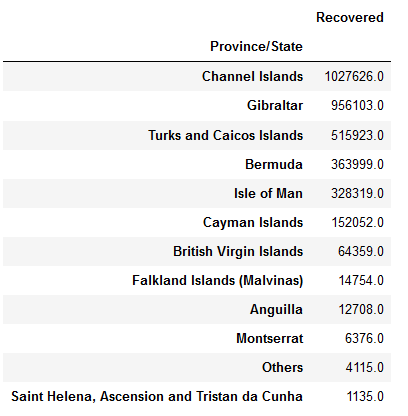 Recovered
Province/State
Channel Islands 1027626.0
Gibraltar 956103.0
Turks and Caicos Islands 515923.0
Bermuda 363999.0
Isle of Man 328319.0
Cayman Islands 152052.0
British Virgin Islands 64359.0
Falkland Islands (Malvinas) 14754.0
Anguilla 12708.0
Montserrat 6376.0
Others 4115.0
Saint Helena, Ascension and Tristan da Cunha 1135.0